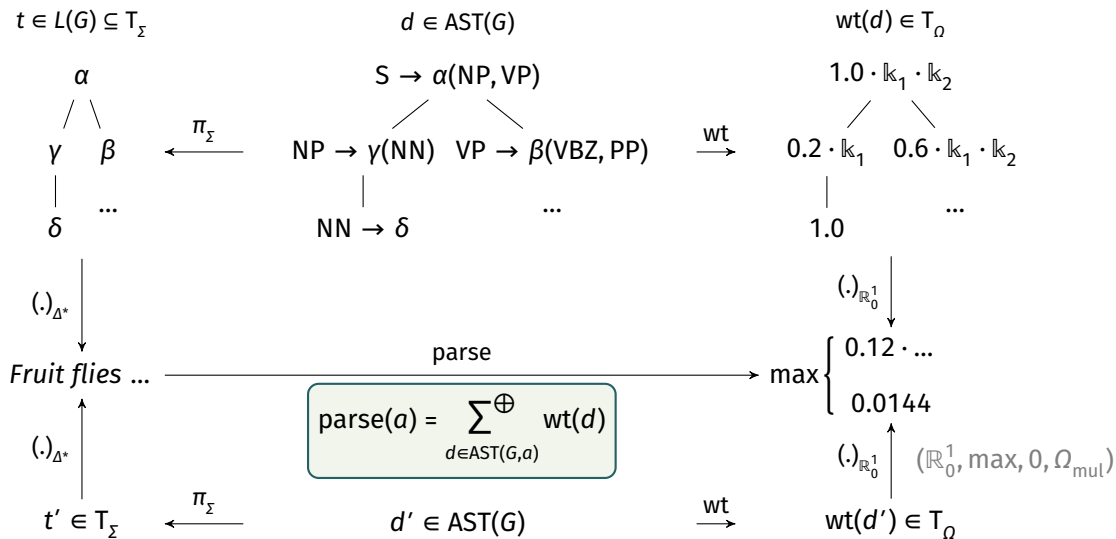 t ∈ L(G) ⊆ T_Σ d ∈ AST(G) wt(d) ∈ T_Ω
α S → α(NP, VP) 1.0 · 𝕜₁ · 𝕜₂
γ β π_Σ NP → γ(NN) VP → β(VBZ, PP) wt 0.2 · 𝕜₁ 0.6 · 𝕜₁ · 𝕜₂
δ ... NN → δ ... 1.0 ...
(.)_Δ* (.)_ℝ₀¹
Fruit flies ... parse max { 0.12 · ...
0.0144
parse(a) = ∑^⊕ wt(d)
d∈AST(G,a)
(.)_Δ* (.)_ℝ₀¹ (ℝ₀¹, max, 0, Ω_mul)
t′ ∈ T_Σ π_Σ d′ ∈ AST(G) wt wt(d′) ∈ T_Ω